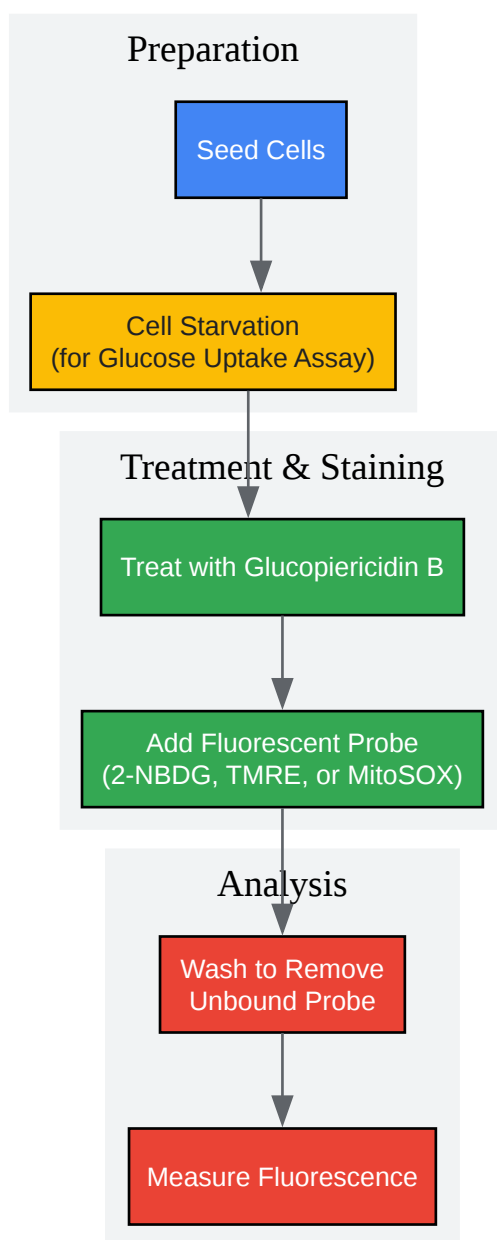 Preparation
Seed Cells
Cell Starvation
(for Glucose Uptake Assay)
Treatment & Staining
Treat with Glucopiericidin B
Add Fluorescent Probe
(2-NBDG, TMRE, or MitoSOX)
Analysis
Wash to Remove
Unbound Probe
Measure Fluorescence